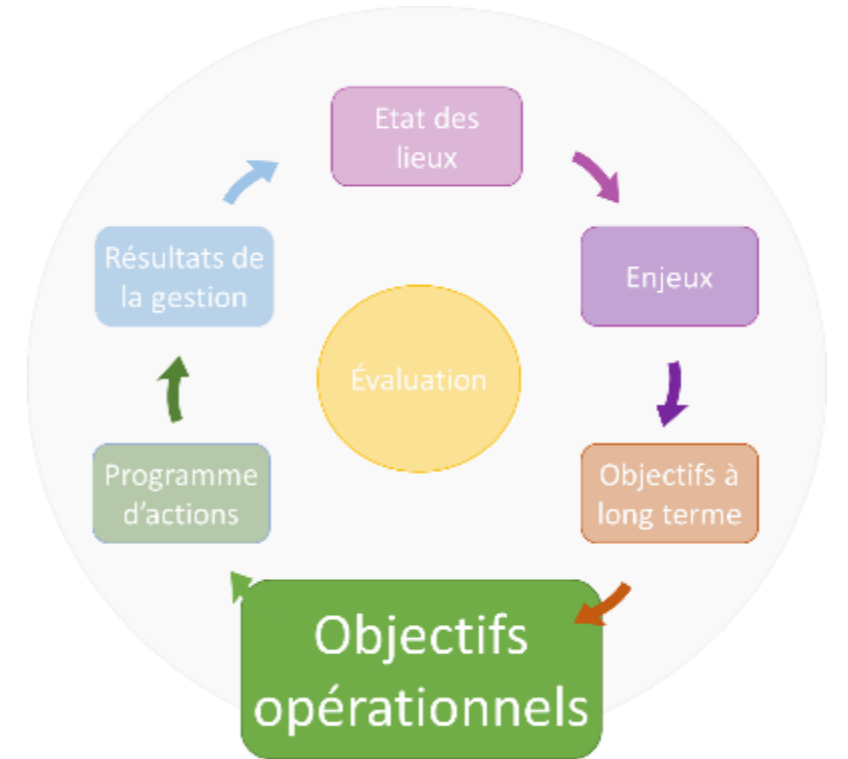 Etat des
lieux
Enjeux
Objectifs à
long terme
Objectifs
opérationnels
Programme
d’actions
Résultats de
la gestion
Évaluation